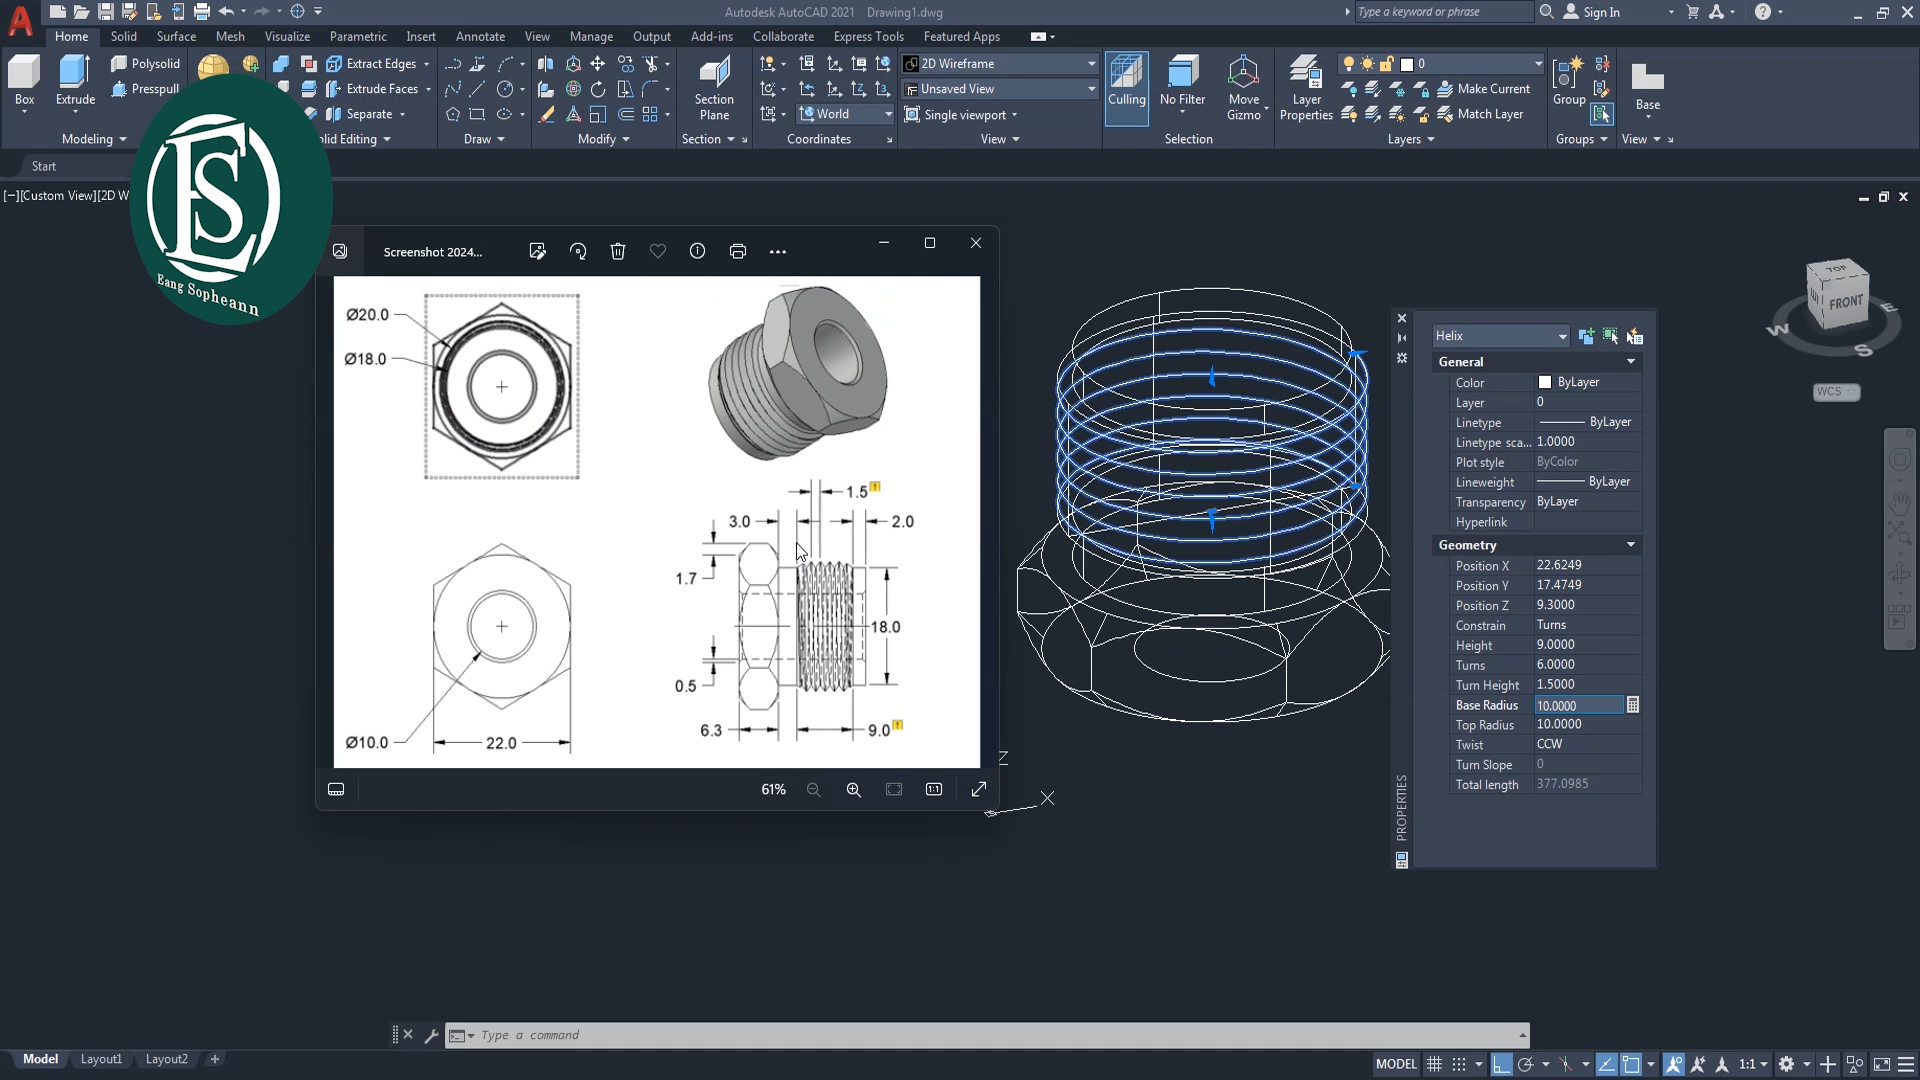 Autodesk AutoCAD 2021 Drawing1.dwg
Type a keyword or phrase
Sign In
Home Solid Surface Mesh Visualize Parametric Insert Annotate View Manage Output Add-ins Collaborate Express Tools Featured Apps
Box
Extrude
Polysolid
Presspull
Modeling
Extract Edges
Extrude Faces
Separate
olid Editing
Draw
Modify
Section
Plane
Section
World
Coordinates
2D Wireframe
Unsaved View
Single viewport
View
Culling
No Filter
Move
Gizmo
Selection
Layer
Properties
0
Make Current
Match Layer
Layers
Group
Groups
Base
View
Start
[−][Custom View][2D W
ES
Eang Sopheann
Screenshot 2024...
Ø20.0
Ø18.0
1.5
3.0
2.0
1.7
18.0
0.5
6.3
9.0
Ø10.0
22.0
61%
1:1
Z
X
TOP
FRONT
W
S
E
WCS
Helix
General
Color ByLayer
Layer 0
Linetype ByLayer
Linetype sca... 1.0000
Plot style ByColor
Lineweight ByLayer
Transparency ByLayer
Hyperlink
Geometry
Position X 22.6249
Position Y 17.4749
Position Z 9.3000
Constrain Turns
Height 9.0000
Turns 6.0000
Turn Height 1.5000
Base Radius 10.0000
Top Radius 10.0000
Twist CCW
Turn Slope 0
Total length 377.0985
PROPERTIES
Type a command
Model Layout1 Layout2 +
MODEL
1:1